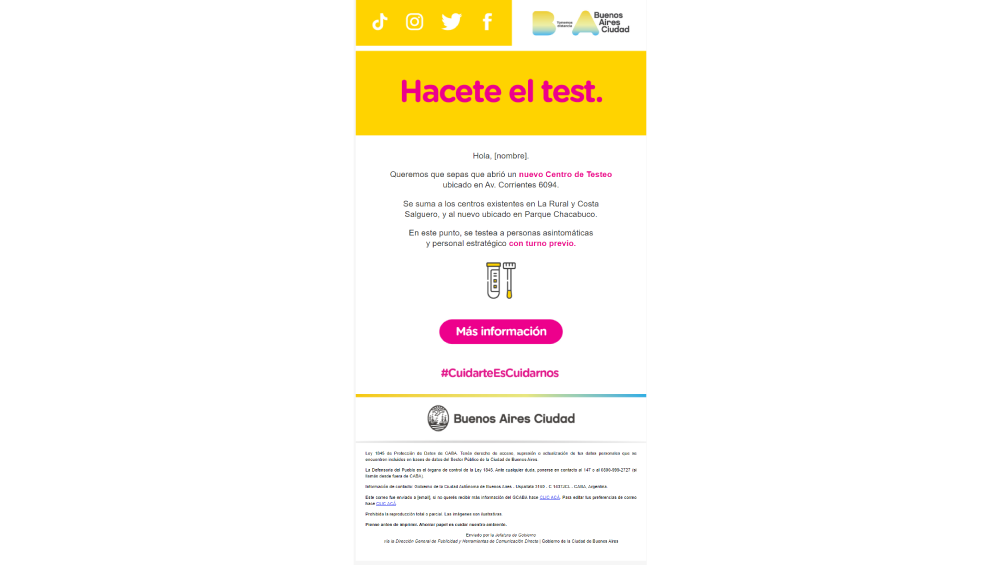 fomentemos distancia
Buenos
Aires
Ciudad
Hacete el test.
Hola, [nombre].
Queremos que sepas que abrió un nuevo Centro de Testeo
ubicado en Av. Corrientes 6094.
Se suma a los centros existentes en La Rural y Costa
Salguero, y al nuevo ubicado en Parque Chacabuco.
En este punto, se testea a personas asintomáticas
y personal estratégico con turno previo.
Más información
#CuidarteEsCuidarnos
Buenos Aires Ciudad
Ley 1845 de Protección de Datos de CABA. Tenés derecho de acceso, supresión o actualización de los datos personales que se
encuentren incluidos en bases de datos del Sector Público de la Ciudad de Buenos Aires.
La Defensoría del Pueblo es el órgano de control de la Ley 1845. Ante cualquier duda, ponerse en contacto al 147 o al 0800-999-2727 (si
llamás desde fuera de CABA).
Información de contacto: Gobierno de la Ciudad Autónoma de Buenos Aires - Uspallata 3160 - C 1437JCL - CABA, Argentina.
Este correo fue enviado a [email], si no querés recibir más información del GCABA hacé CLIC ACÁ. Para editar tus preferencias de correo
hacé CLIC ACÁ
Prohibida la reproducción total o parcial. Las imágenes son ilustrativas.
Pensar antes de imprimir. Ahorrar papel es cuidar nuestro ambiente.
Enviado por la Jefatura de Gobierno
vía la Dirección General de Publicidad y Herramientas de Comunicación Directa | Gobierno de la Ciudad de Buenos Aires